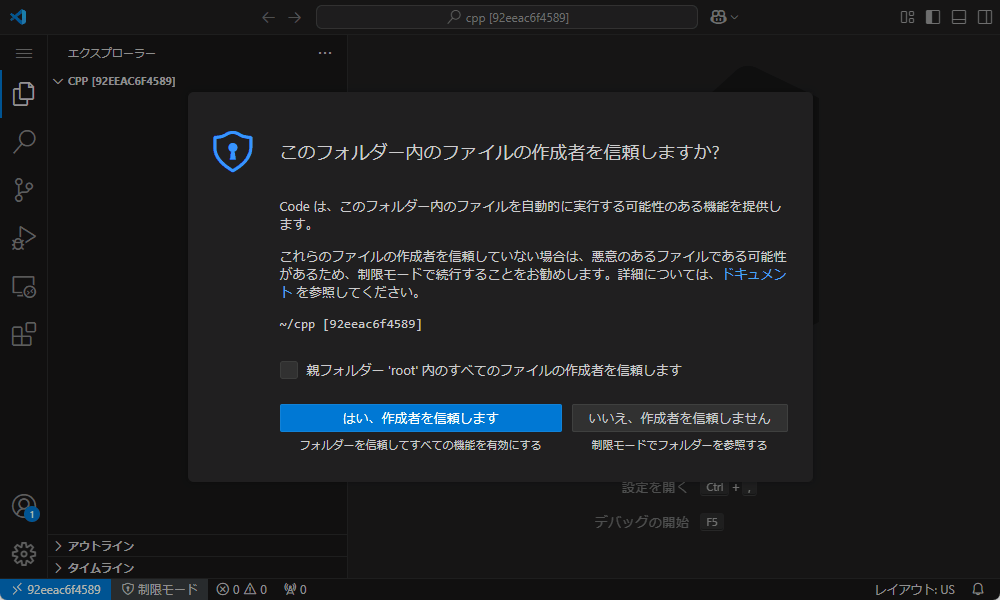 cpp [92eeac6f4589]
エクスプローラー
CPP [92EEAC6F4589]
このフォルダー内のファイルの作成者を信頼しますか?
Code は、このフォルダー内のファイルを自動的に実行する可能性のある機能を提供し
ます。
これらのファイルの作成者を信頼していない場合は、悪意のあるファイルである可能性
があるため、制限モードで続行することをお勧めします。詳細については、ドキュメン
ト を参照してください。
~/cpp [92eeac6f4589]
親フォルダー 'root' 内のすべてのファイルの作成者を信頼します
はい、作成者を信頼します
いいえ、作成者を信頼しません
フォルダーを信頼してすべての機能を有効にする
制限モードでフォルダーを参照する
設定を開く Ctrl + ,
デバッグの開始 F5
1
アウトライン
タイムライン
92eeac6f4589 制限モード 0 0 0 レイアウト: US